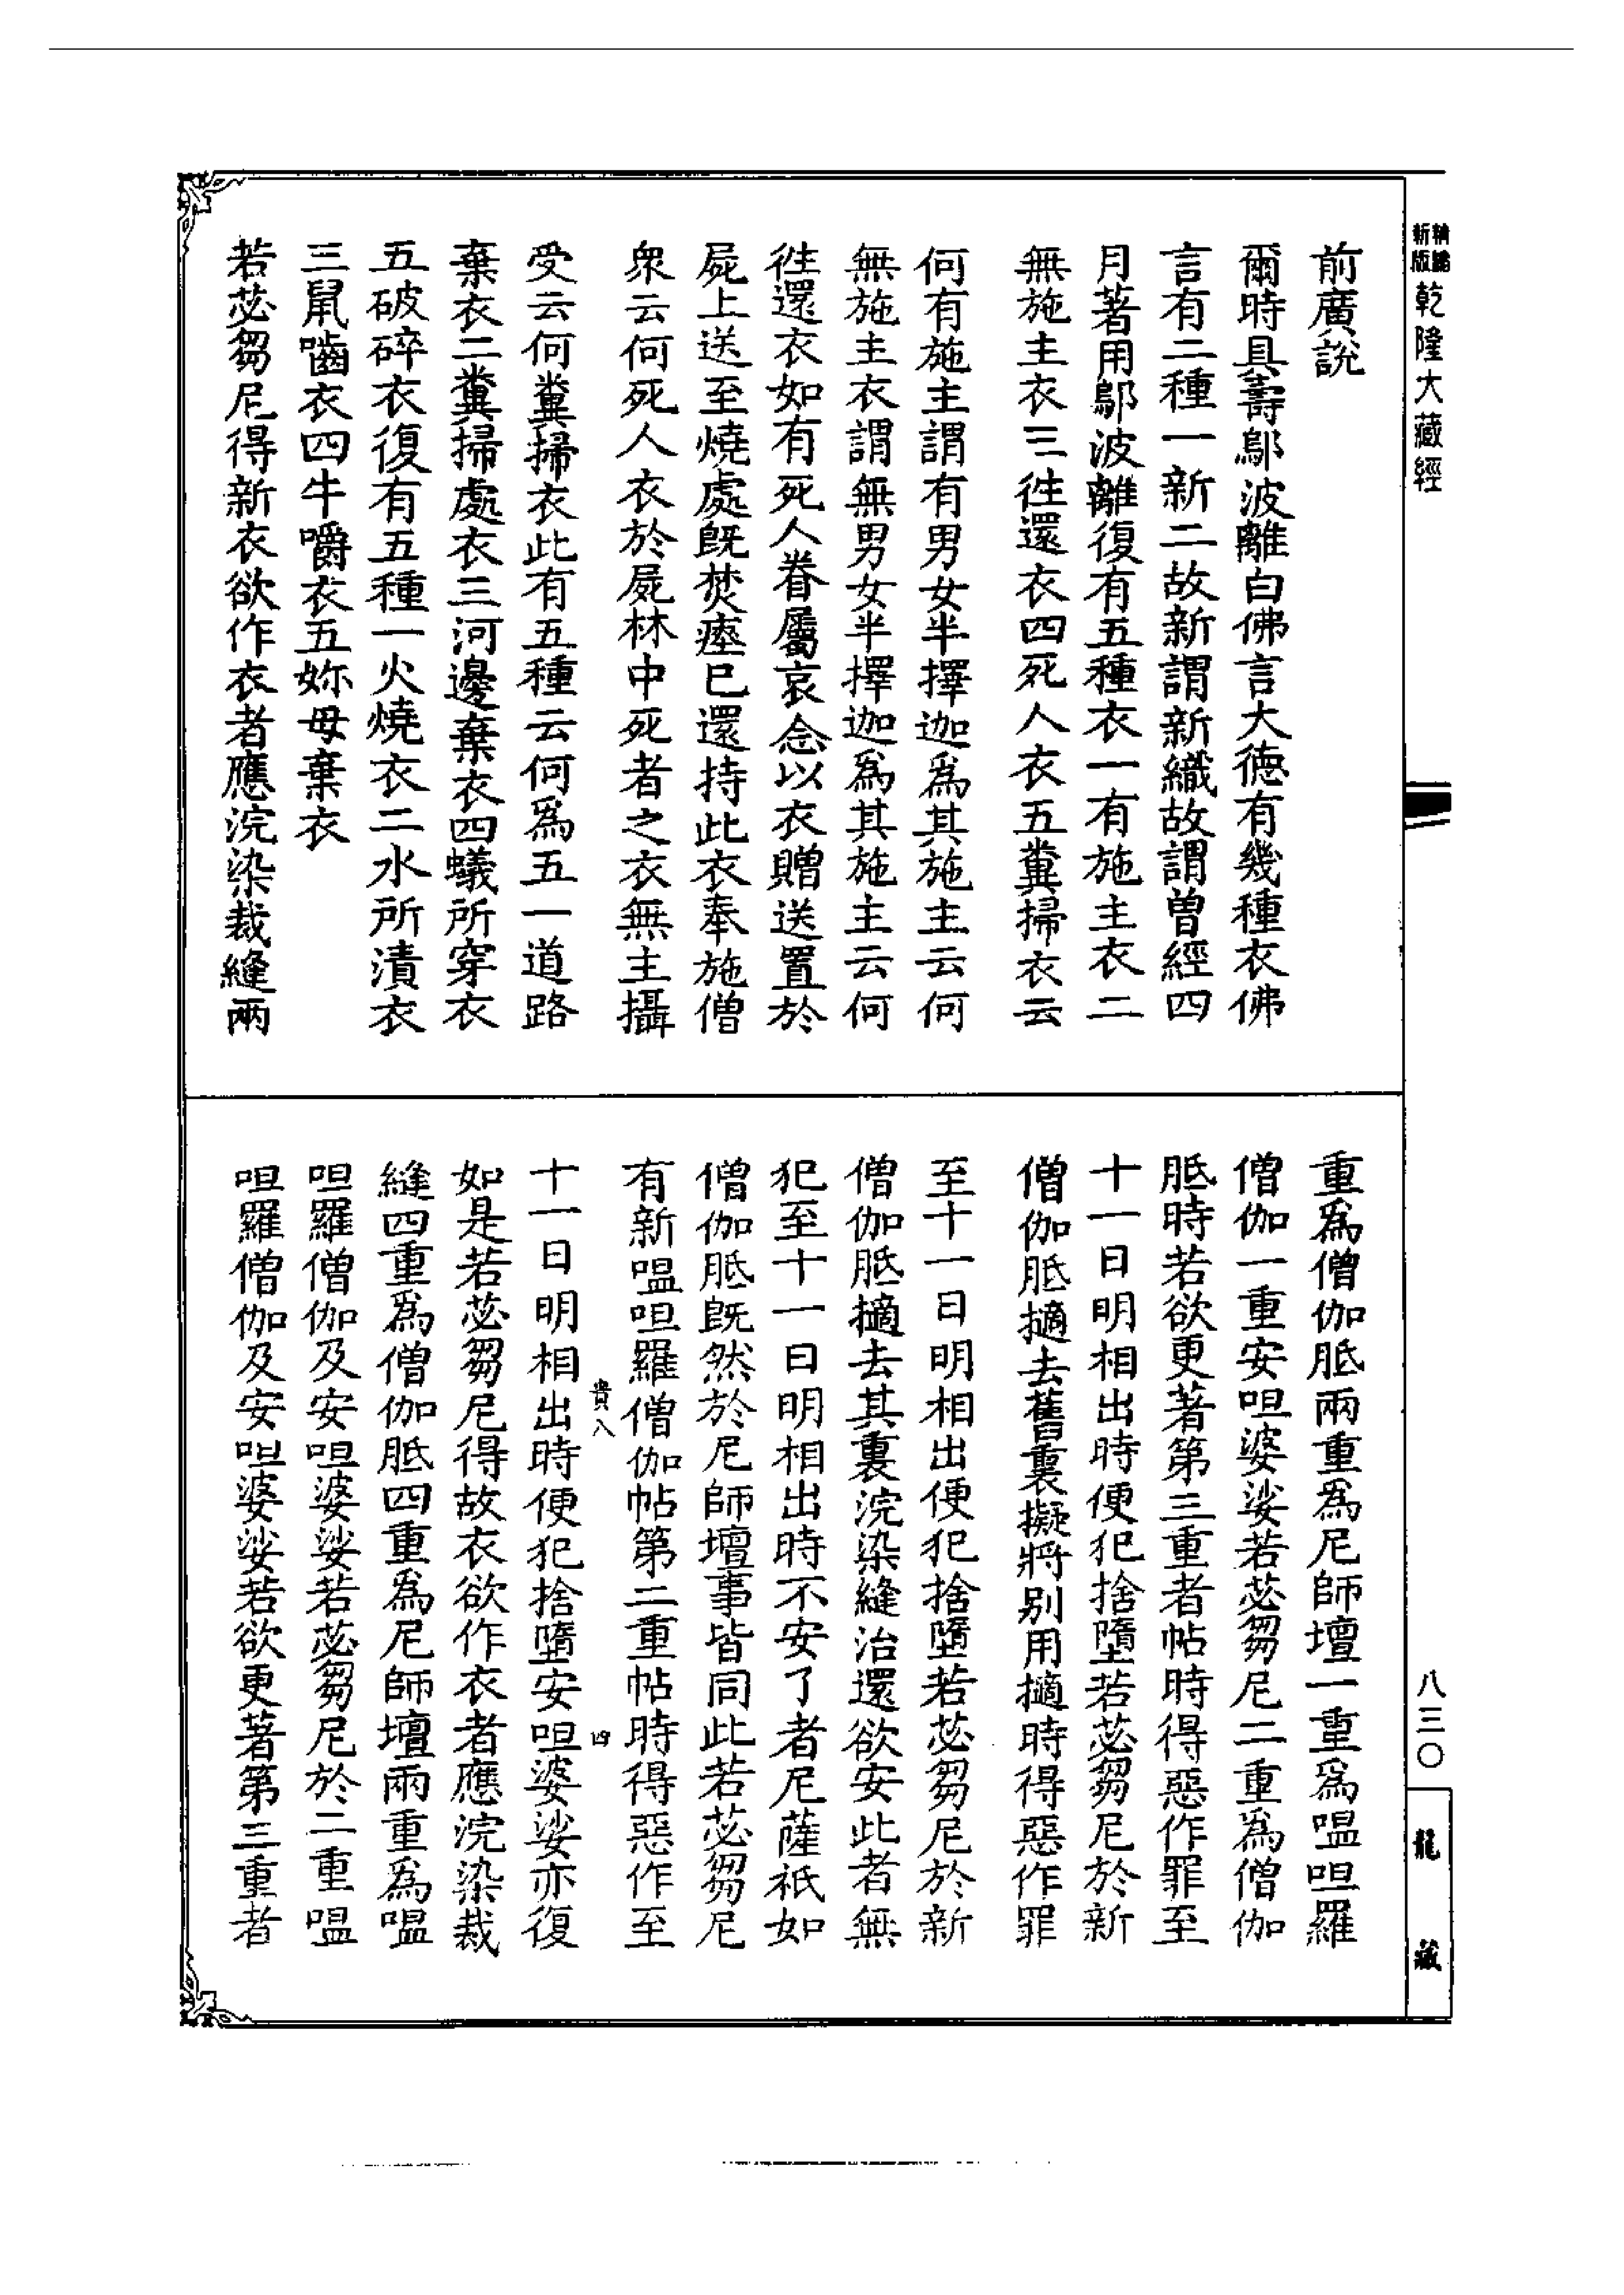 新編
新版
乾隆大藏經
前廣說
爾時具壽鄔波離白佛言大德有幾種衣佛
言有二種一新二故新謂新織故謂曾經四
月著用鄔波離復有五種衣一有施主衣二
無施主衣三往還衣四死人衣五糞掃衣云
何有施主謂有男女半擇迦爲其施主云何
無施主衣謂無男女半擇迦爲其施主云何
往還衣如有死人眷屬哀念以衣贈送置於
屍上送至燒處既焚瘞已還持此衣奉施僧
衆云何死人衣於屍林中死者之衣無主攝
受云何糞掃衣此有五種云何爲五一道路
棄衣二糞掃處衣三河邊棄衣四蟻所穿衣
五破碎衣復有五種一火燒衣二水所漬衣
三鼠嚙衣四牛嚼衣五妳母棄衣
若苾芻尼得新衣欲作衣者應浣染裁縫兩
重爲僧伽胝兩重爲尼師壇一重爲嗢呾羅
僧伽一重安呾婆娑若苾芻尼二重爲僧伽
胝時若欲更著第三重者帖時得惡作罪至
十一日明相出時便犯捨墮若苾芻尼於新
僧伽胝擿去舊裏擬將別用擿時得惡作罪
至十一日明相出便犯捨墮若苾芻尼於新
僧伽胝擿去其裏浣染縫治還欲安此者無
犯至十一日明相出時不安了者尼薩祇如
僧伽胝既然於尼師壇事皆同此若苾芻尼
有新嗢呾羅僧伽帖第二重帖時得惡作至
貴八
四
十一日明相出時便犯捨墮安呾婆娑亦復
如是若苾芻尼得故衣欲作衣者應浣染裁
縫四重爲僧伽胝四重爲尼師壇兩重爲嗢
呾羅僧伽及安呾婆娑若苾芻尼於二重嗢
呾羅僧伽及安呾婆娑若欲更著第三重者
八三〇
龍藏